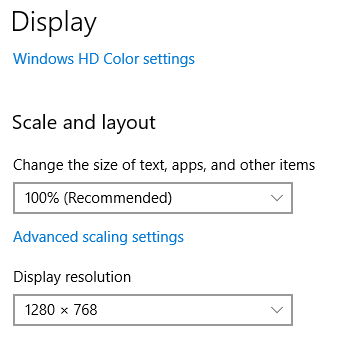 Display
Windows HD Color settings
Scale and layout
Change the size of text, apps, and other items
100% (Recommended)
Advanced scaling settings
Display resolution
1280 × 768